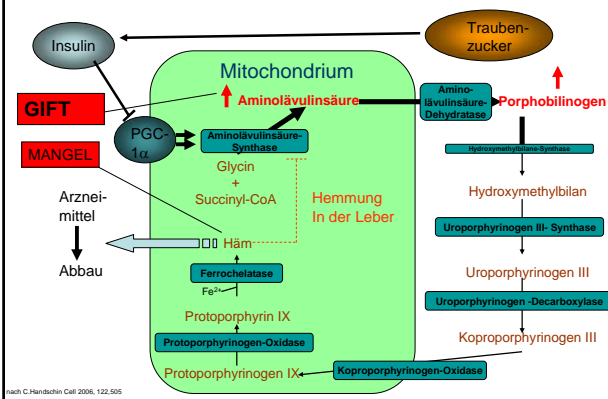 Insulin
Trauben-
zucker
Mitochondrium
GIFT
Aminolävulinsäure
Amino-
lävulinsäure-
Dehydratase
Porphobilinogen
PGC-
1α
Aminolävulinsäure-
Synthase
Hydroxymethylbilane-Synthase
MANGEL
Glycin
+
Succinyl-CoA
Hemmung
In der Leber
Hydroxymethylbilan
Arznei-
mittel
Uroporphyrinogen III- Synthase
Häm
Abbau
Ferrochelatase
Uroporphyrinogen III
Fe2+
Uroporphyrinogen -Decarboxylase
Protoporphyrin IX
Protoporphyrinogen-Oxidase
Koproporphyrinogen III
Koproporphyrinogen-Oxidase
Protoporphyrinogen IX
nach C.Handschin Cell 2006, 122,505